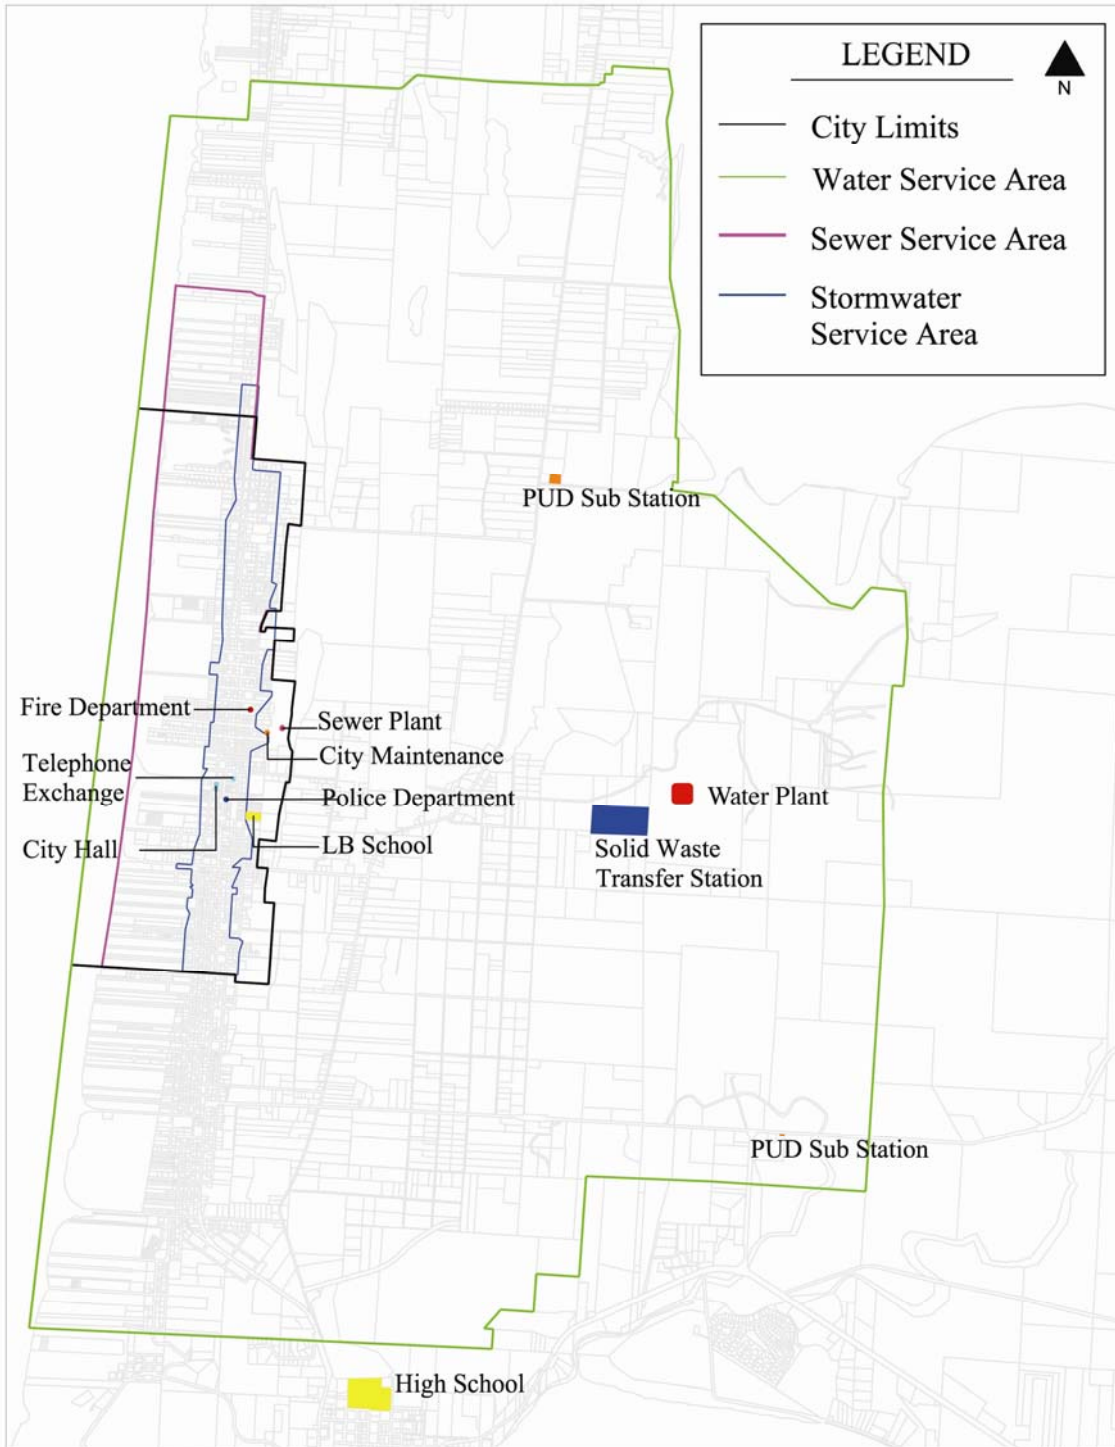 LEGEND
N
City Limits
Water Service Area
Sewer Service Area
Stormwater
Service Area
PUD Sub Station
Fire Department
Sewer Plant
City Maintenance
Telephone
Exchange
Police Department
Water Plant
City Hall
LB School
Solid Waste
Transfer Station
PUD Sub Station
High School